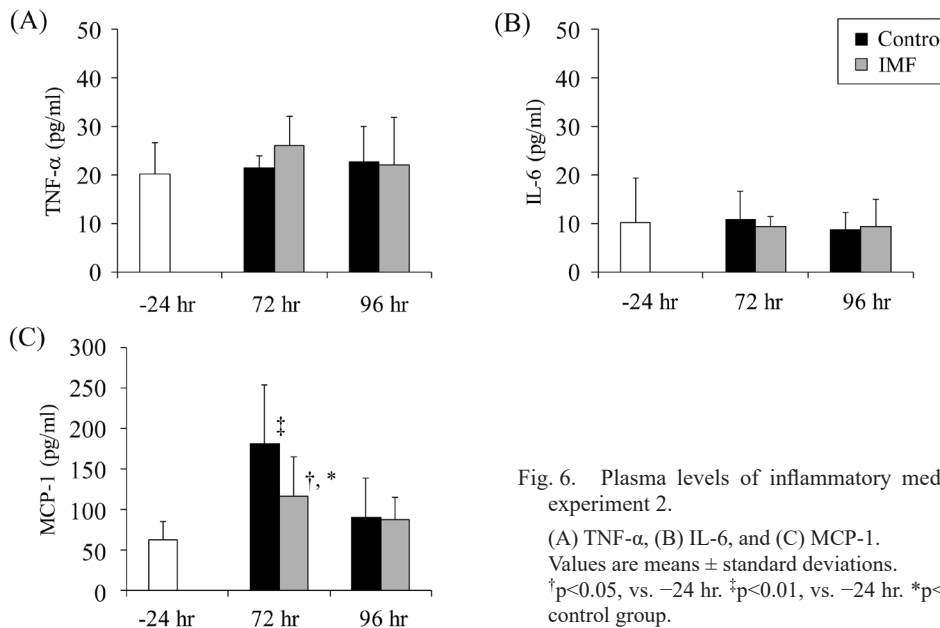 (A)
50
40
30
20
10
0
TNF-α (pg/ml)
-24 hr 72 hr 96 hr
(B)
50
40
30
20
10
0
IL-6 (pg/ml)
-24 hr 72 hr 96 hr
Contro
IMF
(C)
300
250
200
150
100
50
0
MCP-1 (pg/ml)
‡
†, *
-24 hr 72 hr 96 hr
Fig. 6. Plasma levels of inflammatory med
experiment 2.
(A) TNF-α, (B) IL-6, and (C) MCP-1.
Values are means ± standard deviations.
†p<0.05, vs. −24 hr. ‡p<0.01, vs. −24 hr. *p<
control group.